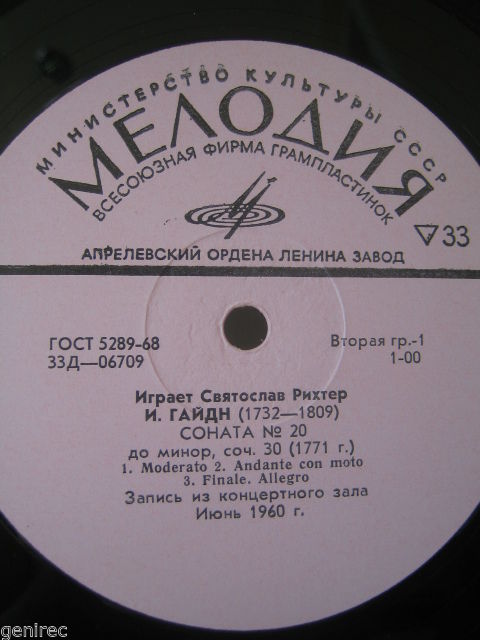 МИНИСТЕРСТВО КУЛЬТУРЫ СССР
МЕЛОДИЯ
ВСЕСОЮЗНАЯ ФИРМА ГРАМПЛАСТИНОК
33
АПРЕЛЕВСКИЙ ОРДЕНА ЛЕНИНА ЗАВОД
ГОСТ 5289-68
33Д—06709
Вторая гр.-1
1-00
Играет Святослав Рихтер
И. ГАЙДН (1732—1809)
СОНАТА № 20
до минор, соч. 30 (1771 г.)
1. Moderato 2. Andante con moto
3. Finale. Allegro
Запись из концертного зала
Июнь 1960 г.
genirec